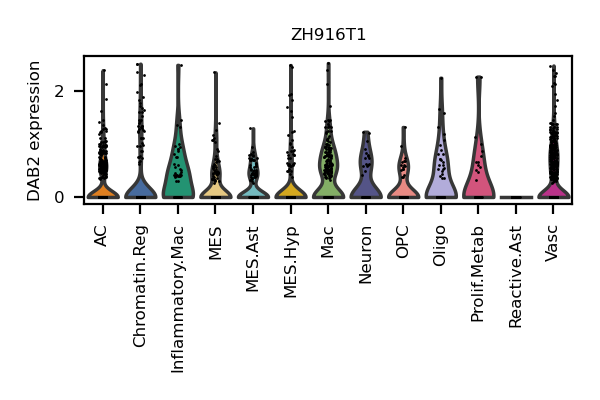 ZH916T1
DAB2 expression
2
0
AC
Chromatin.Reg
Inflammatory.Mac
MES
MES.Ast
MES.Hyp
Mac
Neuron
OPC
Oligo
Prolif.Metab
Reactive.Ast
Vasc